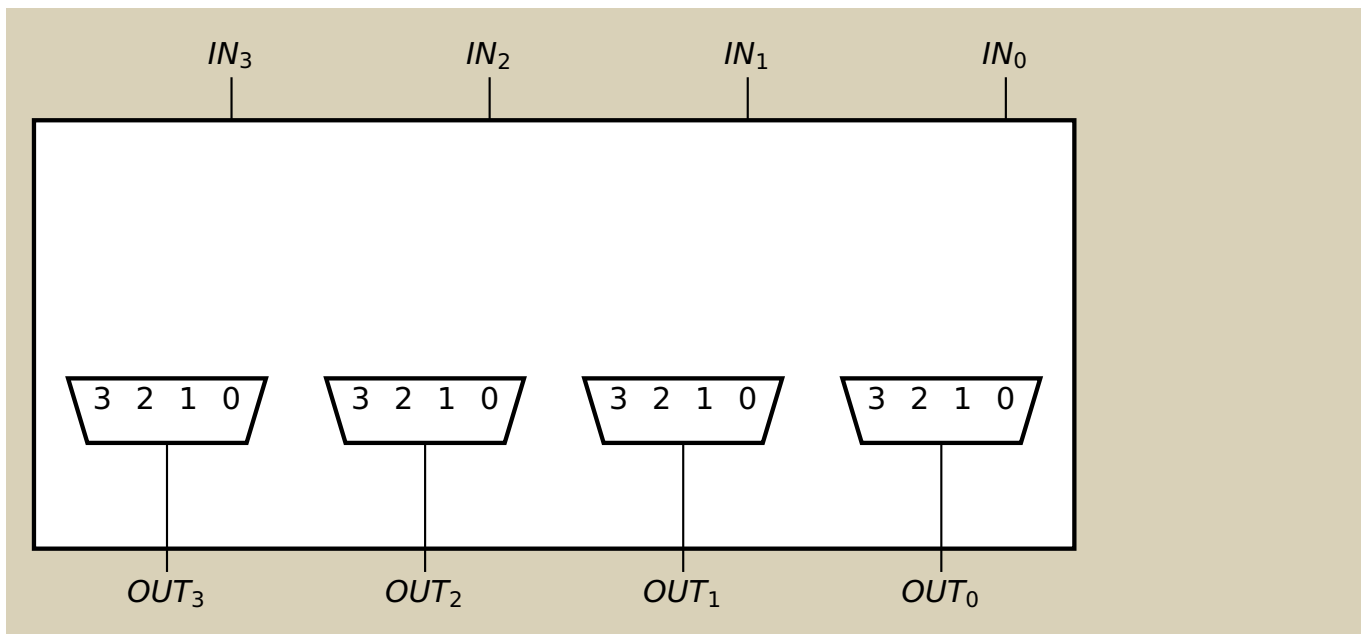 IN₃ IN₂ IN₁ IN₀
3 2 1 0 3 2 1 0 3 2 1 0 3 2 1 0
OUT₃ OUT₂ OUT₁ OUT₀